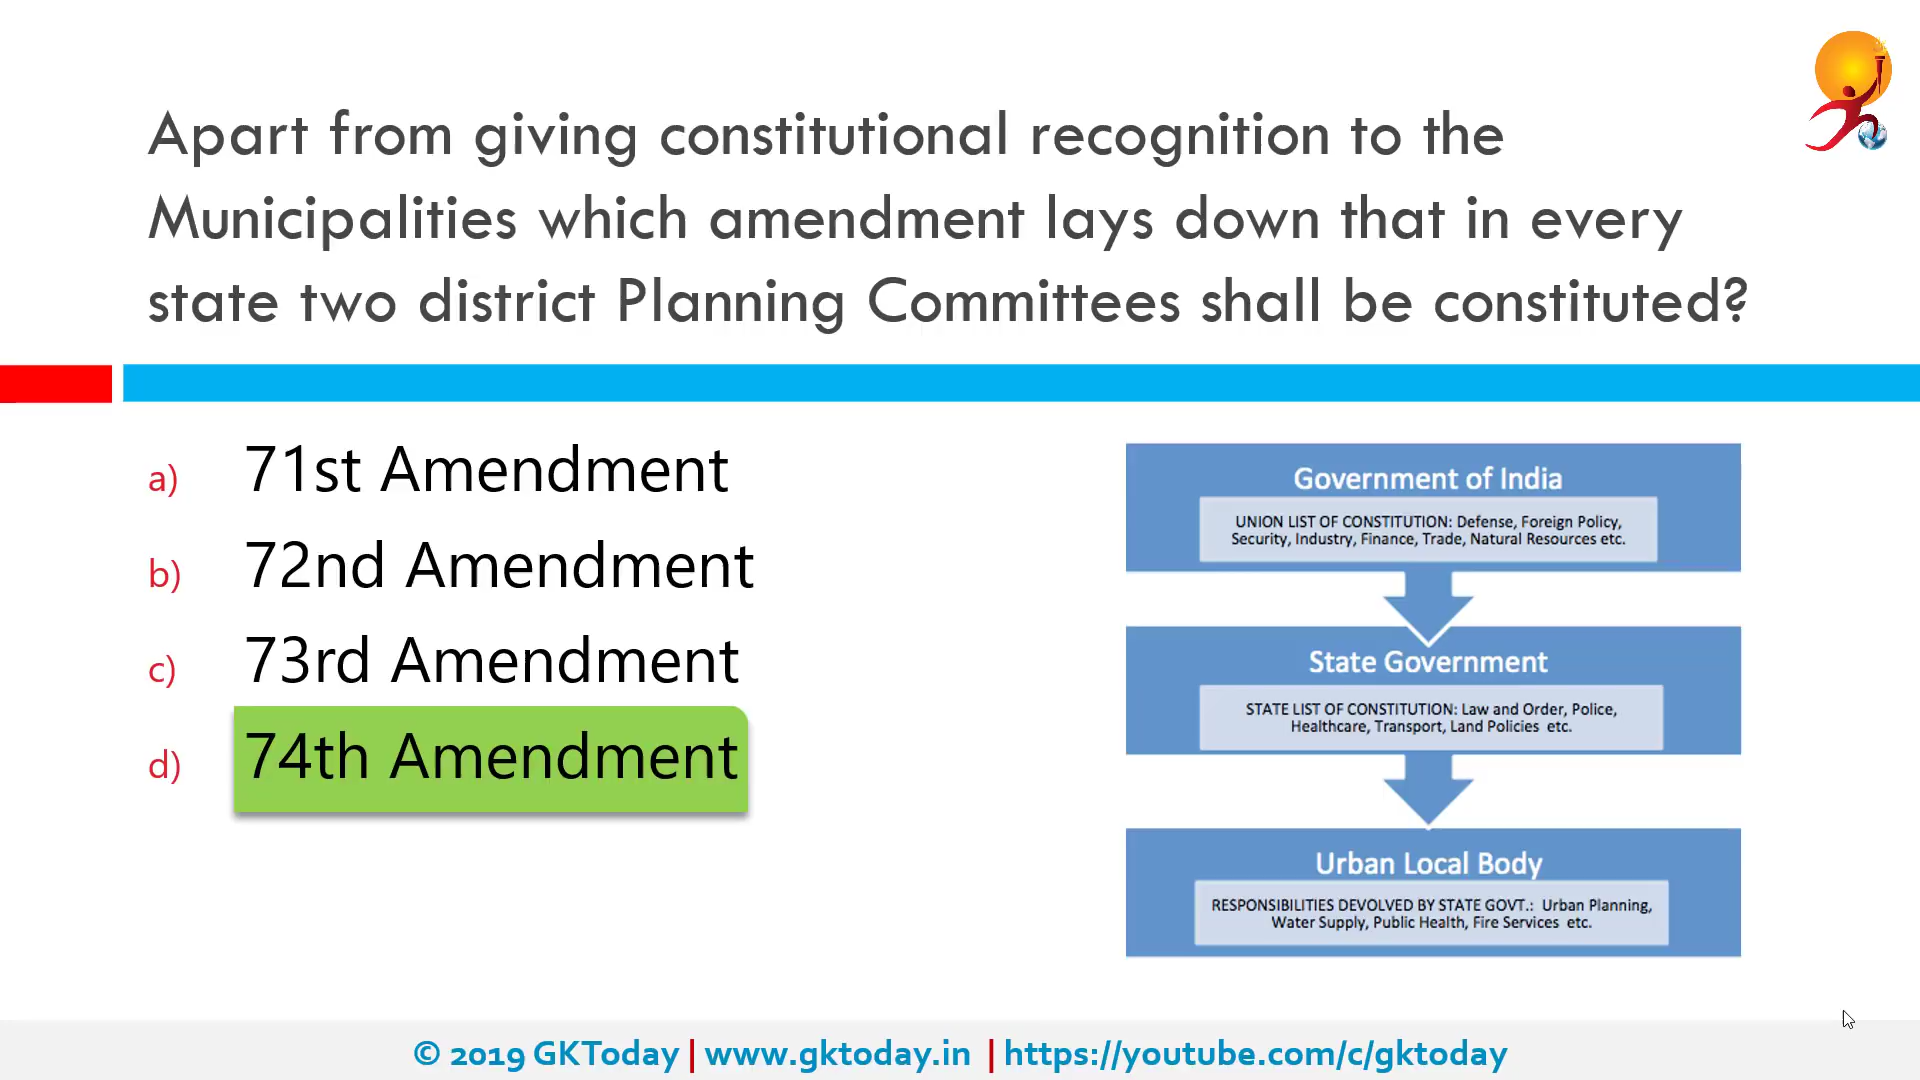 Apart from giving constitutional recognition to the
Municipalities which amendment lays down that in every
state two district Planning Committees shall be constituted?
a) 71st Amendment
b) 72nd Amendment
c) 73rd Amendment
d) 74th Amendment
Government of India
UNION LIST OF CONSTITUTION: Defense, Foreign Policy,
Security, Industry, Finance, Trade, Natural Resources etc.
State Government
STATE LIST OF CONSTITUTION: Law and Order, Police,
Healthcare, Transport, Land Policies etc.
Urban Local Body
RESPONSIBILITIES DEVOLVED BY STATE GOVT.: Urban Planning,
Water Supply, Public Health, Fire Services etc.
© 2019 GKToday | www.gktoday.in | https://youtube.com/c/gktoday